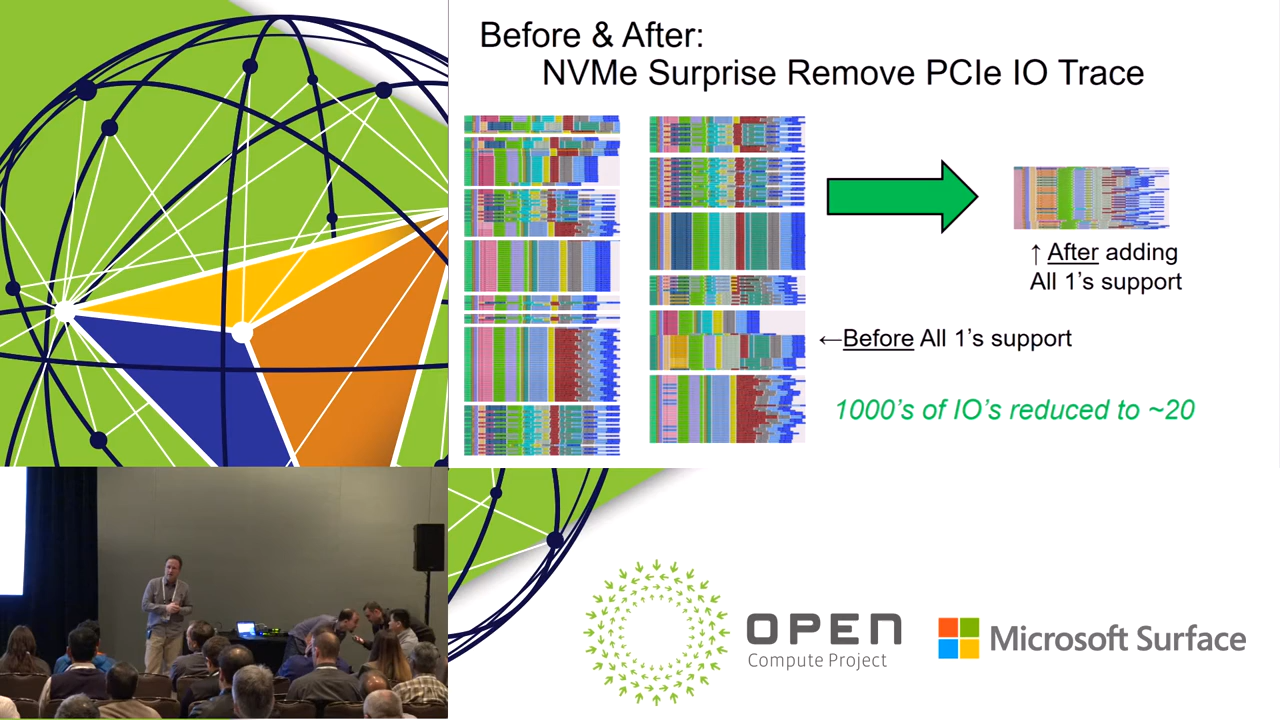 Before & After:
NVMe Surprise Remove PCIe IO Trace
↑ After adding
All 1's support
←Before All 1's support
1000's of IO's reduced to ~20
OPEN
Compute Project
Microsoft Surface